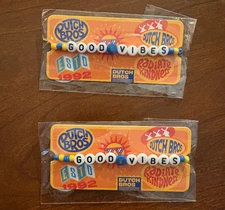 DUTCH
BROS
DUTCH BROS
GOOD VIBES
ESTD
1992
DUTCH
BROS
RADIATE
KINDNESS
DUTCH
BROS
DUTCH BROS
GOOD VIBES
ESTD
1992
DUTCH
BROS
RADIATE
KINDNESS